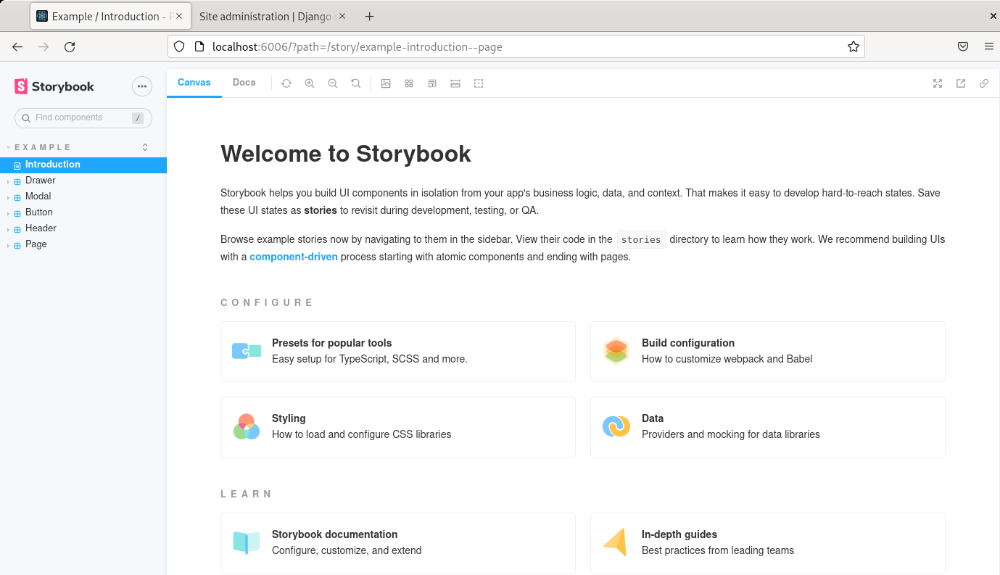 Example / Introduction -
Site administration | Django
localhost:6006/?path=/story/example-introduction--page
Storybook
Canvas
Docs
Find components
/
EXAMPLE
Introduction
Drawer
Modal
Button
Header
Page
Welcome to Storybook
Storybook helps you build UI components in isolation from your app's business logic, data, and context. That makes it easy to develop hard-to-reach states. Save
these UI states as stories to revisit during development, testing, or QA.
Browse example stories now by navigating to them in the sidebar. View their code in the stories directory to learn how they work. We recommend building UIs
with a component-driven process starting with atomic components and ending with pages.
CONFIGURE
Presets for popular tools
Easy setup for TypeScript, SCSS and more.
Build configuration
How to customize webpack and Babel
Styling
How to load and configure CSS libraries
Data
Providers and mocking for data libraries
LEARN
Storybook documentation
Configure, customize, and extend
In-depth guides
Best practices from leading teams